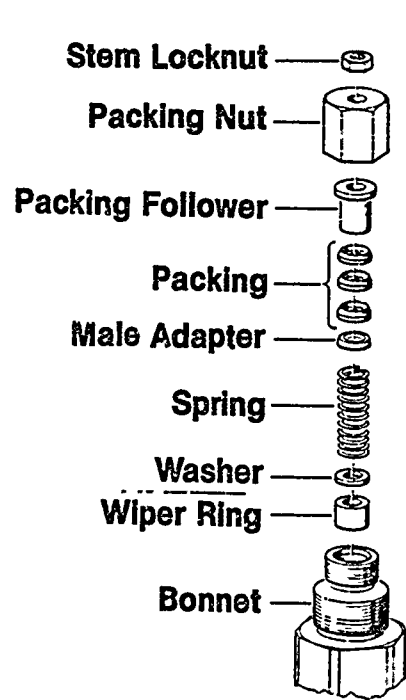 Stem Locknut
Packing Nut
Packing Follower
Packing
Male Adapter
Spring
Washer
Wiper Ring
Bonnet